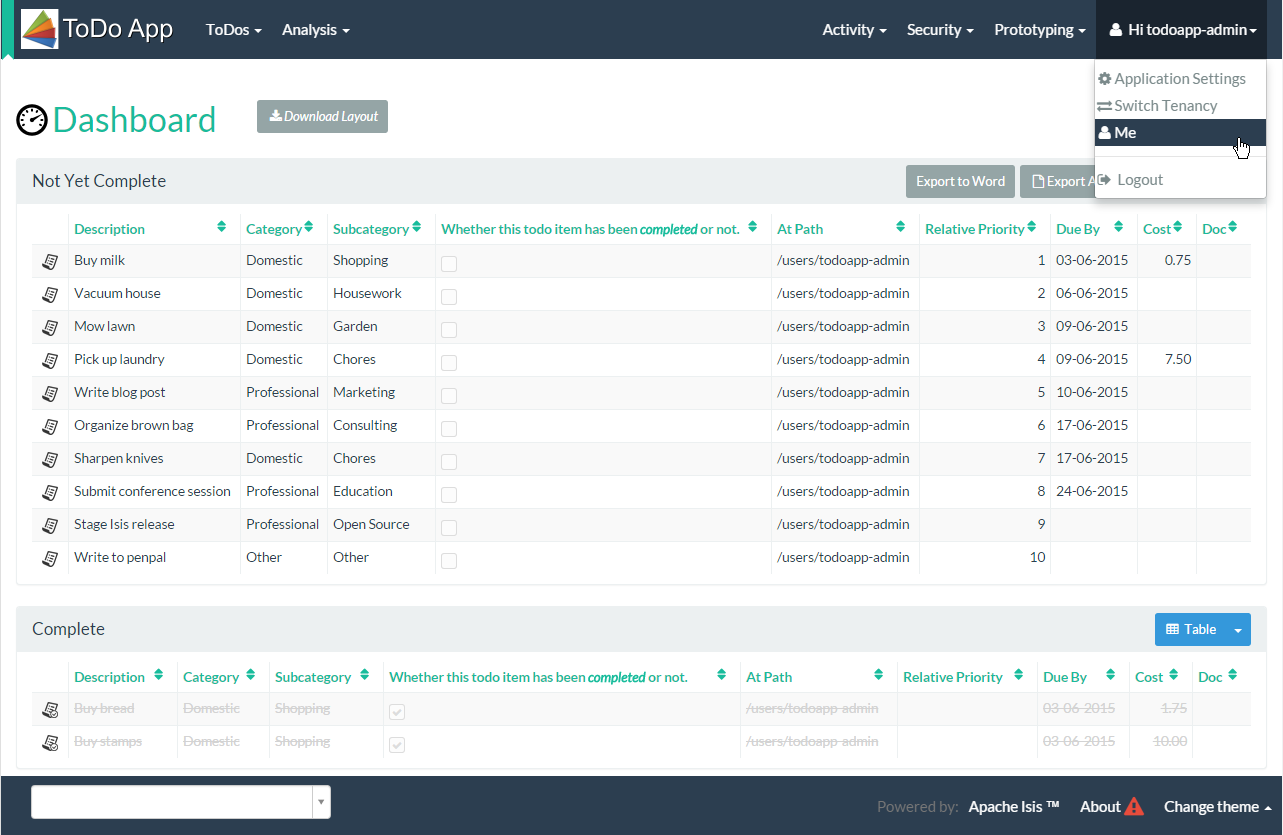 ToDo App ToDos Analysis Activity Security Prototyping Hi todoapp-admin
Application Settings
Switch Tenancy
Me
Logout
Dashboard Download Layout
Not Yet Complete Export to Word Export A
Description Category Subcategory Whether this todo item has been completed or not. At Path Relative Priority Due By Cost Doc
Buy milk Domestic Shopping /users/todoapp-admin 1 03-06-2015 0.75
Vacuum house Domestic Housework /users/todoapp-admin 2 06-06-2015
Mow lawn Domestic Garden /users/todoapp-admin 3 09-06-2015
Pick up laundry Domestic Chores /users/todoapp-admin 4 09-06-2015 7.50
Write blog post Professional Marketing /users/todoapp-admin 5 10-06-2015
Organize brown bag Professional Consulting /users/todoapp-admin 6 17-06-2015
Sharpen knives Domestic Chores /users/todoapp-admin 7 17-06-2015
Submit conference session Professional Education /users/todoapp-admin 8 24-06-2015
Stage Isis release Professional Open Source /users/todoapp-admin 9
Write to penpal Other Other /users/todoapp-admin 10
Complete Table
Description Category Subcategory Whether this todo item has been completed or not. At Path Relative Priority Due By Cost Doc
Buy bread Domestic Shopping /users/todoapp-admin 03-06-2015 1.75
Buy stamps Domestic Shopping /users/todoapp-admin 03-06-2015 10.00
Powered by: Apache Isis ™ About Change theme